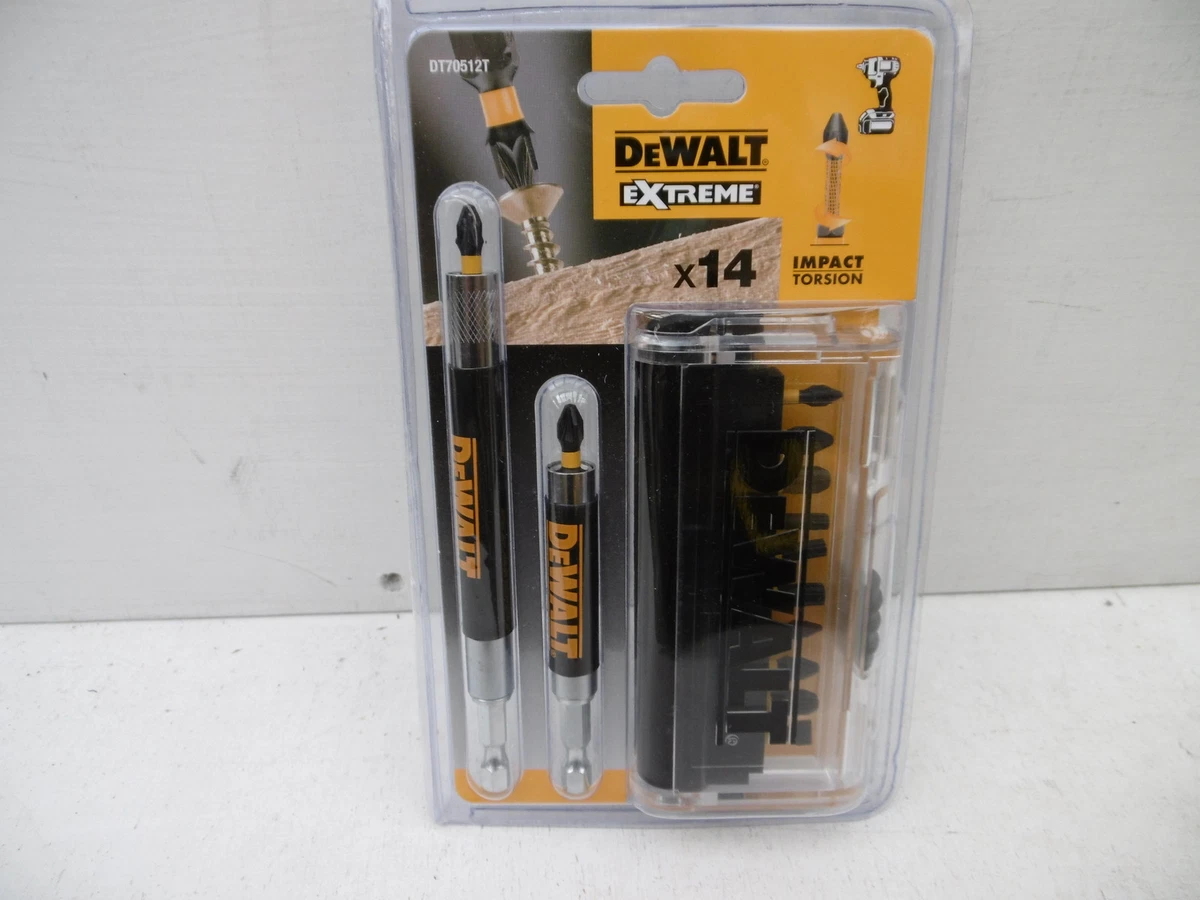 DT70512T
DEWALT®
EXTREME®
x14
IMPACT
TORSION
DEWALT
DEWALT
DEWALT®